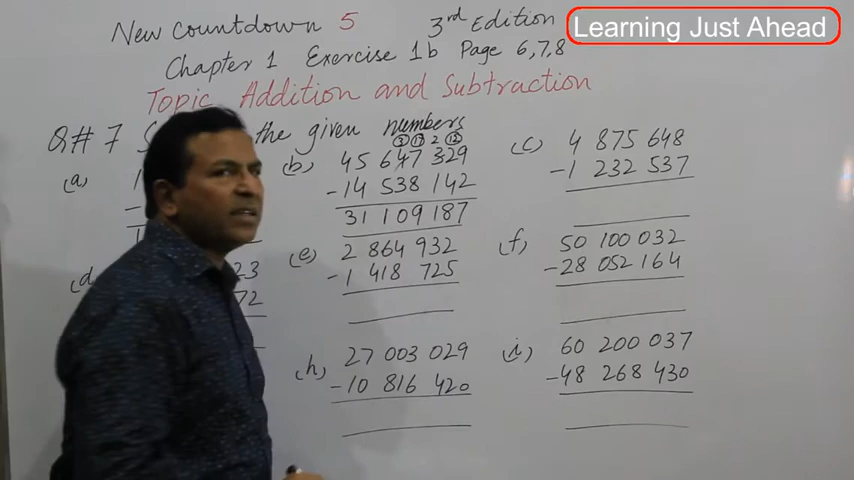 New Countdown 5 3rd Edition
Learning Just Ahead
Chapter 1 Exercise 1b Page 6,7,8
Topic Addition and Subtraction
Q# 7 the given numbers
(a)
(b) 45 647 329
- 14 538 142
31 109 187
(c) 4 875 648
- 1 232 537
(d) 23
72
(e) 2 864 932
- 1 418 725
(f) 50 100 032
- 28 052 164
(h) 27 003 029
- 10 816 420
(i) 60 200 037
- 48 268 430